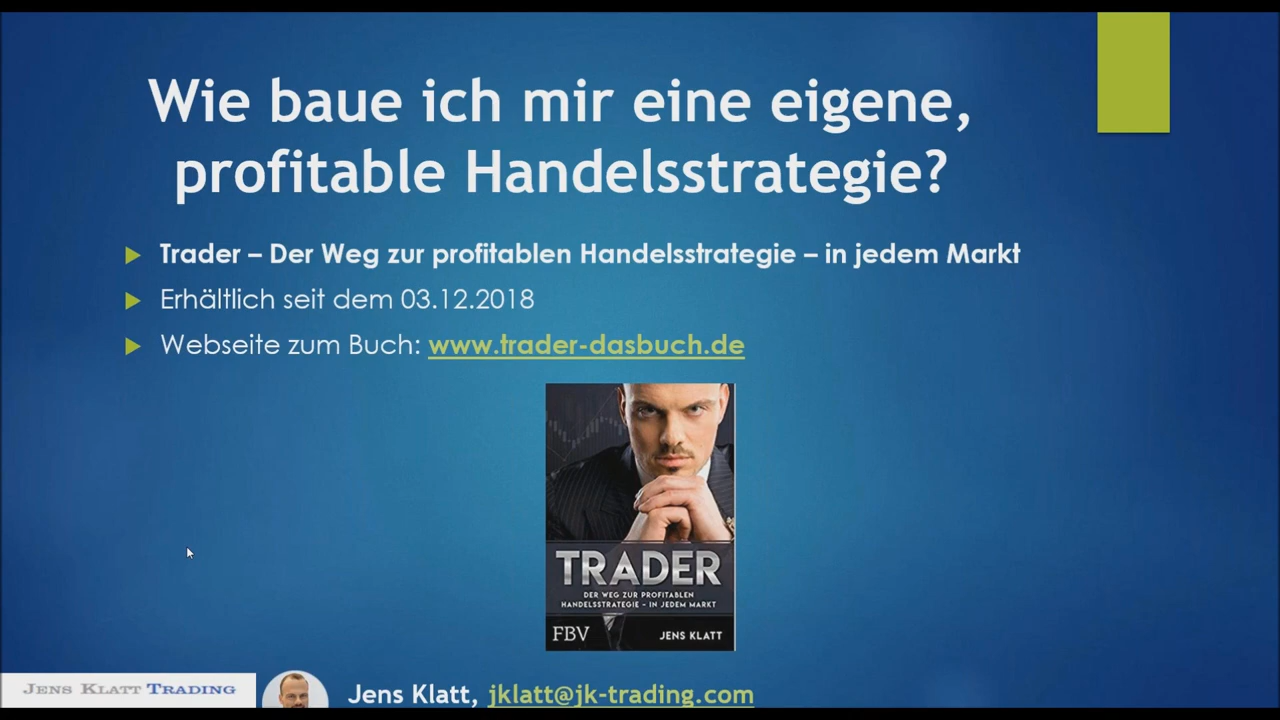 Wie baue ich mir eine eigene,
profitable Handelsstrategie?
Trader – Der Weg zur profitablen Handelsstrategie – in jedem Markt
Erhältlich seit dem 03.12.2018
Webseite zum Buch: www.trader-dasbuch.de
TRADER
DER WEG ZUR PROFITABLEN
HANDELSSTRATEGIE – IN JEDEM MARKT
FBV JENS KLATT
JENS KLATT TRADING
Jens Klatt, jklatt@jk-trading.com